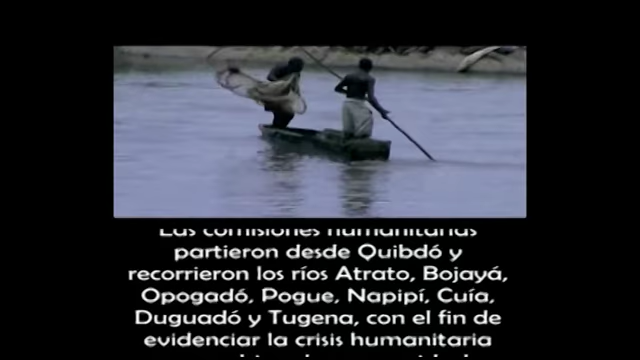 Las comisiones humanitarias
partieron desde Quibdó y
recorrieron los ríos Atrato, Bojayá,
Opogadó, Pogue, Napipí, Cuía,
Duguadó y Tugena, con el fin de
evidenciar la crisis humanitaria